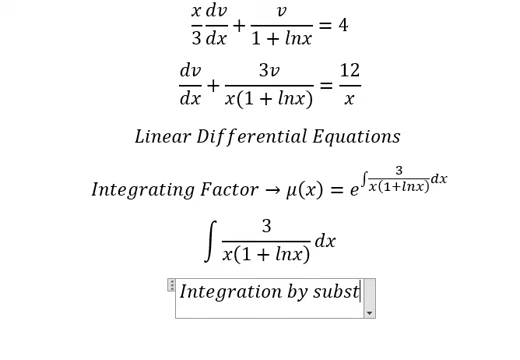 x/3 dv/dx + v/(1 + lnx) = 4
dv/dx + 3v/(x(1 + lnx)) = 12/x
Linear Differential Equations
Integrating Factor → μ(x) = e^(∫ 3/(x(1+lnx)) dx)
∫ 3/(x(1 + lnx)) dx
Integration by subst